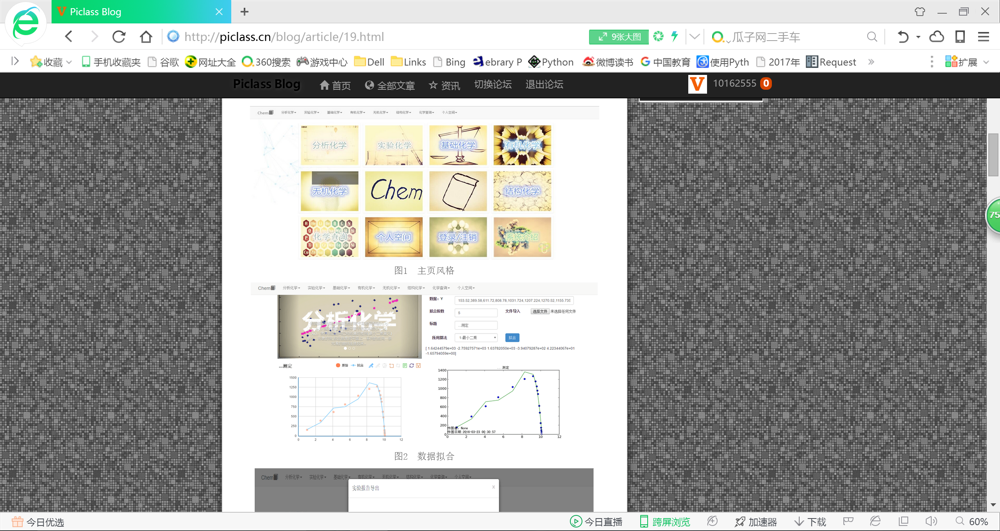 Piclass Blog
http://piclass.cn/blog/article/19.html
9张大图
瓜子网二手车
收藏 手机收藏夹 谷歌 网址大全 360搜索 游戏中心 Dell Links Bing ebrary P Python 微博读书 中国教育 使用Pyth 2017年 Request 扩展
Piclass Blog 首页 全部文章 资讯 切换论坛 退出论坛 10162555 0
Chem 分析化学 实验化学 基础化学 有机化学 无机化学 结构化学 化学查询 个人空间
分析化学 实验化学 基础化学 有机化学
无机化学 Chem 结构化学
化学查询 个人空间 登录/注销 系统介绍
75
图1 主页风格
Chem 分析化学 实验化学 基础化学 有机化学 无机化学 结构化学 化学查询 个人空间
分析化学
数据：Y 153.52,389.58,611.72,808.78,1031.724,1207.224,1270.52,1155.735
拟合阶数 5 文件导入 选择文件 未选择任何文件
标题 ...测定
所用算法 1-最小二乘 拟合
[ 1.64244579e+03 -2.75927571e+03 1.63782050e+03 -3.94079287e+02 4.22344067e+01
-1.65794059e+00]
...测定 原始 拟合
1500
1250
1000
750
500
250
0
0 2 4 6 8 10 12
...测定
1400
1200
1000
800
600
400
200
0
作图者: None
作图日期:2016-03-23 00:30:57
0 2 4 6 8 10 12
图2 数据拟合
Chem 分析化学 实验化学 基础化学 有机化学 无机化学 结构化学 化学查询 个人空间
实验报告导出 x
今日优选 今日直播 跨屏浏览 加速器 下载 60%